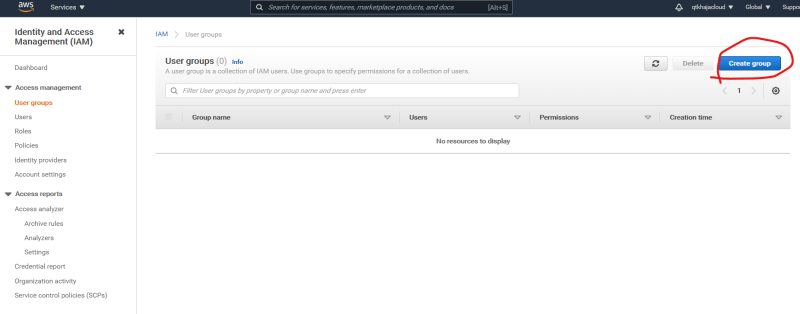 aws
Services
Search for services, features, marketplace products, and docs [Alt+S]
qtkhajacloud
Global
Suppo
Identity and Access
Management (IAM)
Dashboard
Access management
User groups
Users
Roles
Policies
Identity providers
Account settings
Access reports
Access analyzer
Archive rules
Analyzers
Settings
Credential report
Organization activity
Service control policies (SCPs)
IAM > User groups
User groups (0) Info
A user group is a collection of IAM users. Use groups to specify permissions for a collection of users.
Delete
Create group
Filter User groups by property or group name and press enter
1
Group name Users Permissions Creation time
No resources to display